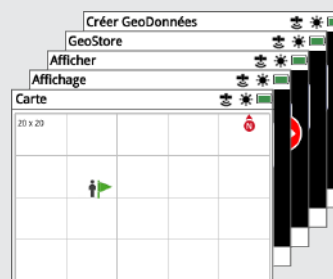 Créer GeoDonnées
GeoStore
Afficher
Affichage
Carte
20 x 20
N